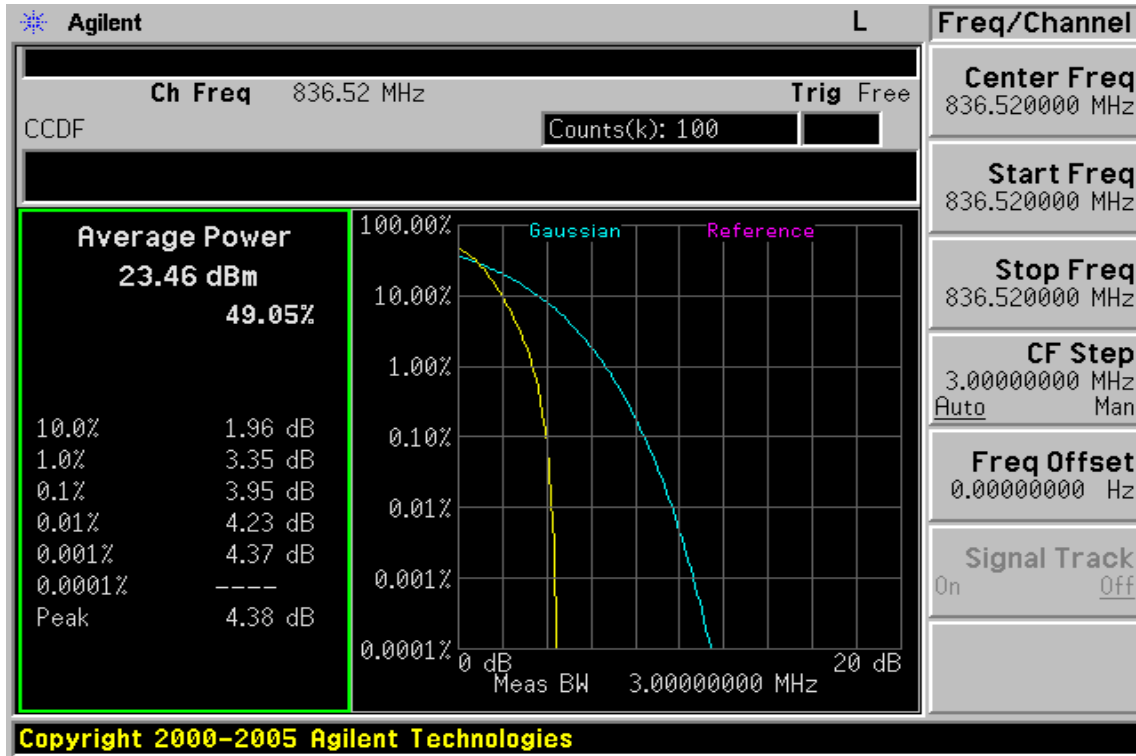 Agilent L Freq/Channel
Ch Freq 836.52 MHz Trig Free
CCDF Counts(k): 100
Average Power
23.46 dBm
49.05%
10.0% 1.96 dB
1.0% 3.35 dB
0.1% 3.95 dB
0.01% 4.23 dB
0.001% 4.37 dB
0.0001% ----
Peak 4.38 dB
Gaussian Reference
100.00%
10.00%
1.00%
0.10%
0.01%
0.001%
0.0001%
0 dB 20 dB
Meas BW 3.00000000 MHz
Center Freq
836.520000 MHz
Start Freq
836.520000 MHz
Stop Freq
836.520000 MHz
CF Step
3.00000000 MHz
Auto Man
Freq Offset
0.00000000 Hz
Signal Track
On Off
Copyright 2000-2005 Agilent Technologies